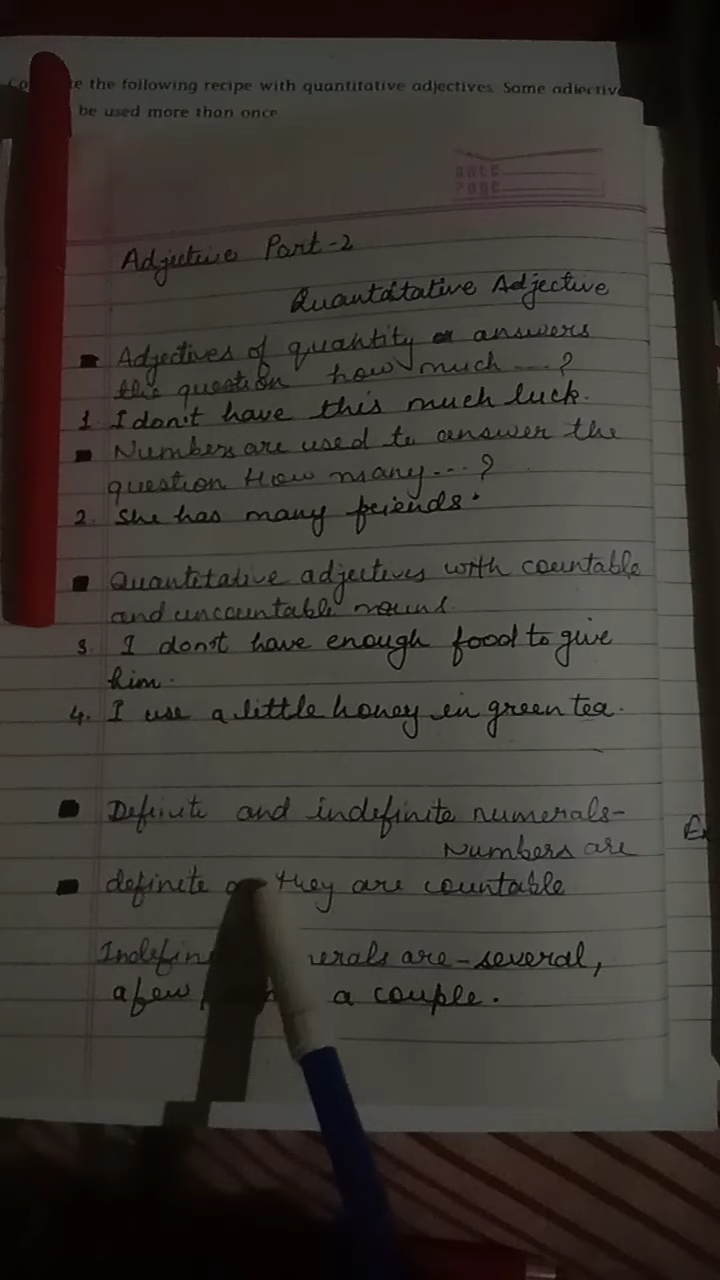 the following recipe with quantitative adjectives. Some adjectiv
be used more than once
DATE
PAGE
Adjective Part-2
Quantitative Adjective
Adjectives of quantity answers
the question how much ----?
1. I don't have this much luck.
Numbers are used to answer the
question How many---?
2. She has many friends.
Quantitative adjectives with countable
and uncountable nouns.
3. I don't have enough food to give
him.
4. I use a little honey in green tea.
Definite and indefinite numerals-
Numbers are
definite they are countable
are - several,
a few a couple.